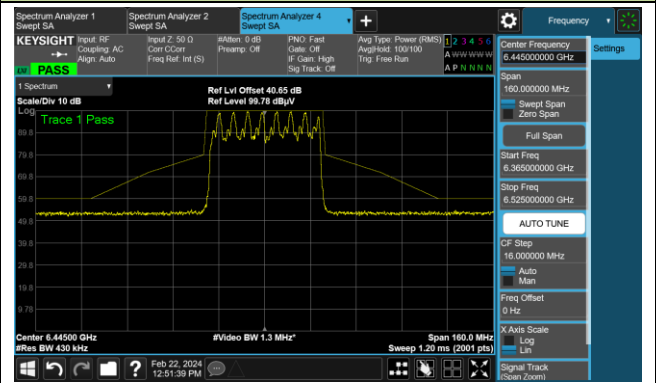 Spectrum Analyzer 1
Swept SA
Spectrum Analyzer 2
Swept SA
Spectrum Analyzer 4
Swept SA
Frequency
KEYSIGHT
Input: RF
Coupling: AC
Align: Auto
Input Z: 50 Ω
Corr CCorr
Freq Ref: Int (S)
#Atten: 0 dB
Preamp: Off
PNO: Fast
Gate: Off
IF Gain: High
Sig Track: Off
Avg Type: Power (RMS)
Avg|Hold: 100/100
Trig: Free Run
1 2 3 4 5 6
A W W W W W
A P N N N N
LW PASS
1 Spectrum
Scale/Div 10 dB
Ref Lvl Offset 40.65 dB
Ref Level 99.78 dBµV
Log
Trace 1 Pass
89.8
79.8
69.8
59.8
49.8
39.8
29.8
19.8
9.78
Center 6.44500 GHz
#Res BW 430 kHz
#Video BW 1.3 MHz*
Span 160.0 MHz
Sweep 1.20 ms (2001 pts)
Feb 22, 2024
12:51:39 PM
Center Frequency
6.445000000 GHz
Settings
Span
160.000000 MHz
Swept Span
Zero Span
Full Span
Start Freq
6.365000000 GHz
Stop Freq
6.525000000 GHz
AUTO TUNE
CF Step
16.000000 MHz
Auto
Man
Freq Offset
0 Hz
X Axis Scale
Log
Lin
Signal Track
(Span Zoom)